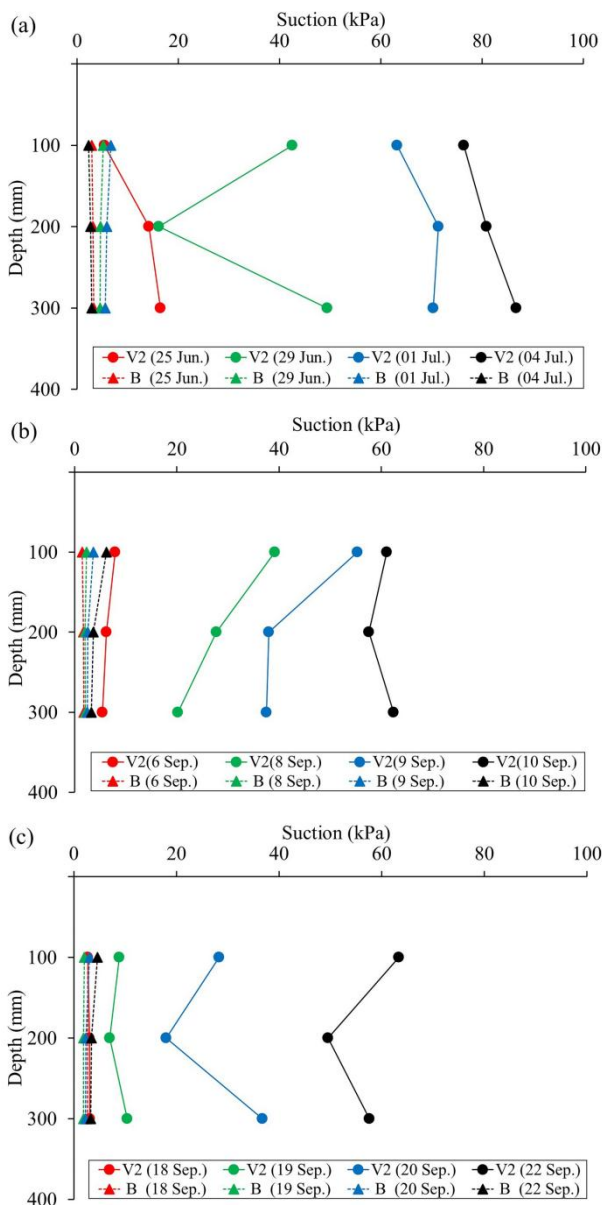 (a)
Suction (kPa)
0 20 40 60 80 100
100
200
300
400
Depth (mm)
V2 (25 Jun.) V2 (29 Jun.) V2 (01 Jul.) V2 (04 Jul.)
B (25 Jun.) B (29 Jun.) B (01 Jul.) B (04 Jul.)
(b)
Suction (kPa)
0 20 40 60 80 100
100
200
300
400
Depth (mm)
V2(6 Sep.) V2(8 Sep.) V2(9 Sep.) V2(10 Sep.)
B (6 Sep.) B (8 Sep.) B (9 Sep.) B (10 Sep.)
(c)
Suction (kPa)
0 20 40 60 80 100
100
200
300
400
Depth (mm)
V2 (18 Sep.) V2 (19 Sep.) V2 (20 Sep.) V2 (22 Sep.)
B (18 Sep.) B (19 Sep.) B (20 Sep.) B (22 Sep.)